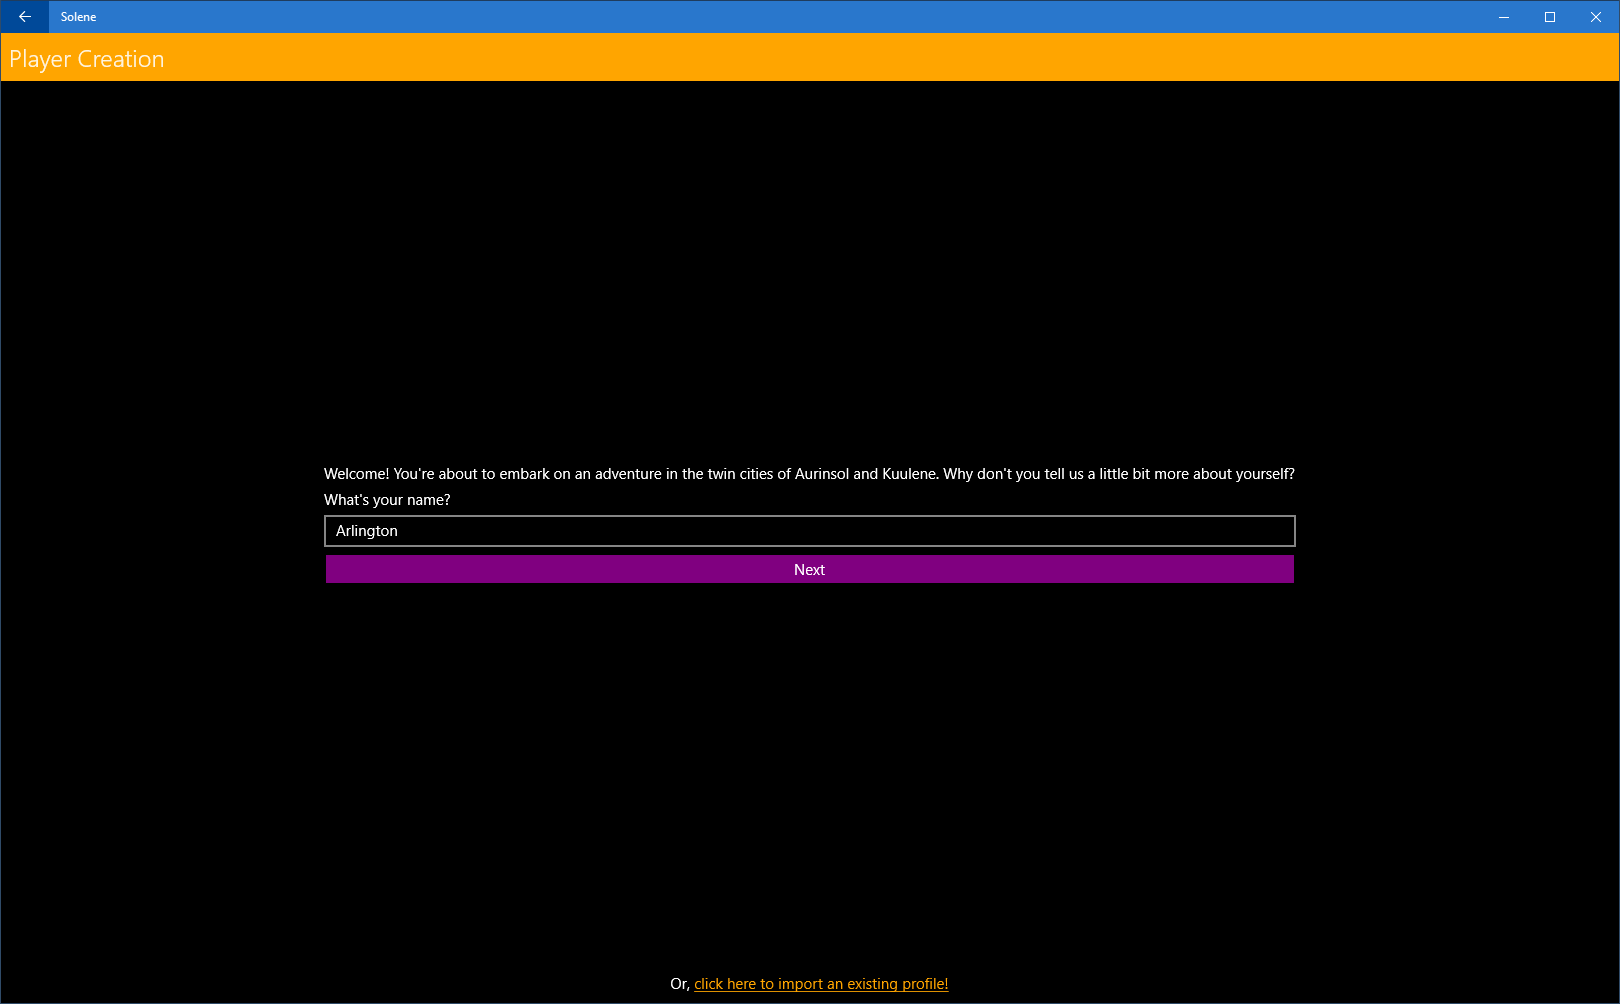 Solene
Player Creation
Welcome! You're about to embark on an adventure in the twin cities of Aurinsol and Kuulene. Why don't you tell us a little bit more about yourself?
What's your name?
Arlington
Next
Or, click here to import an existing profile!